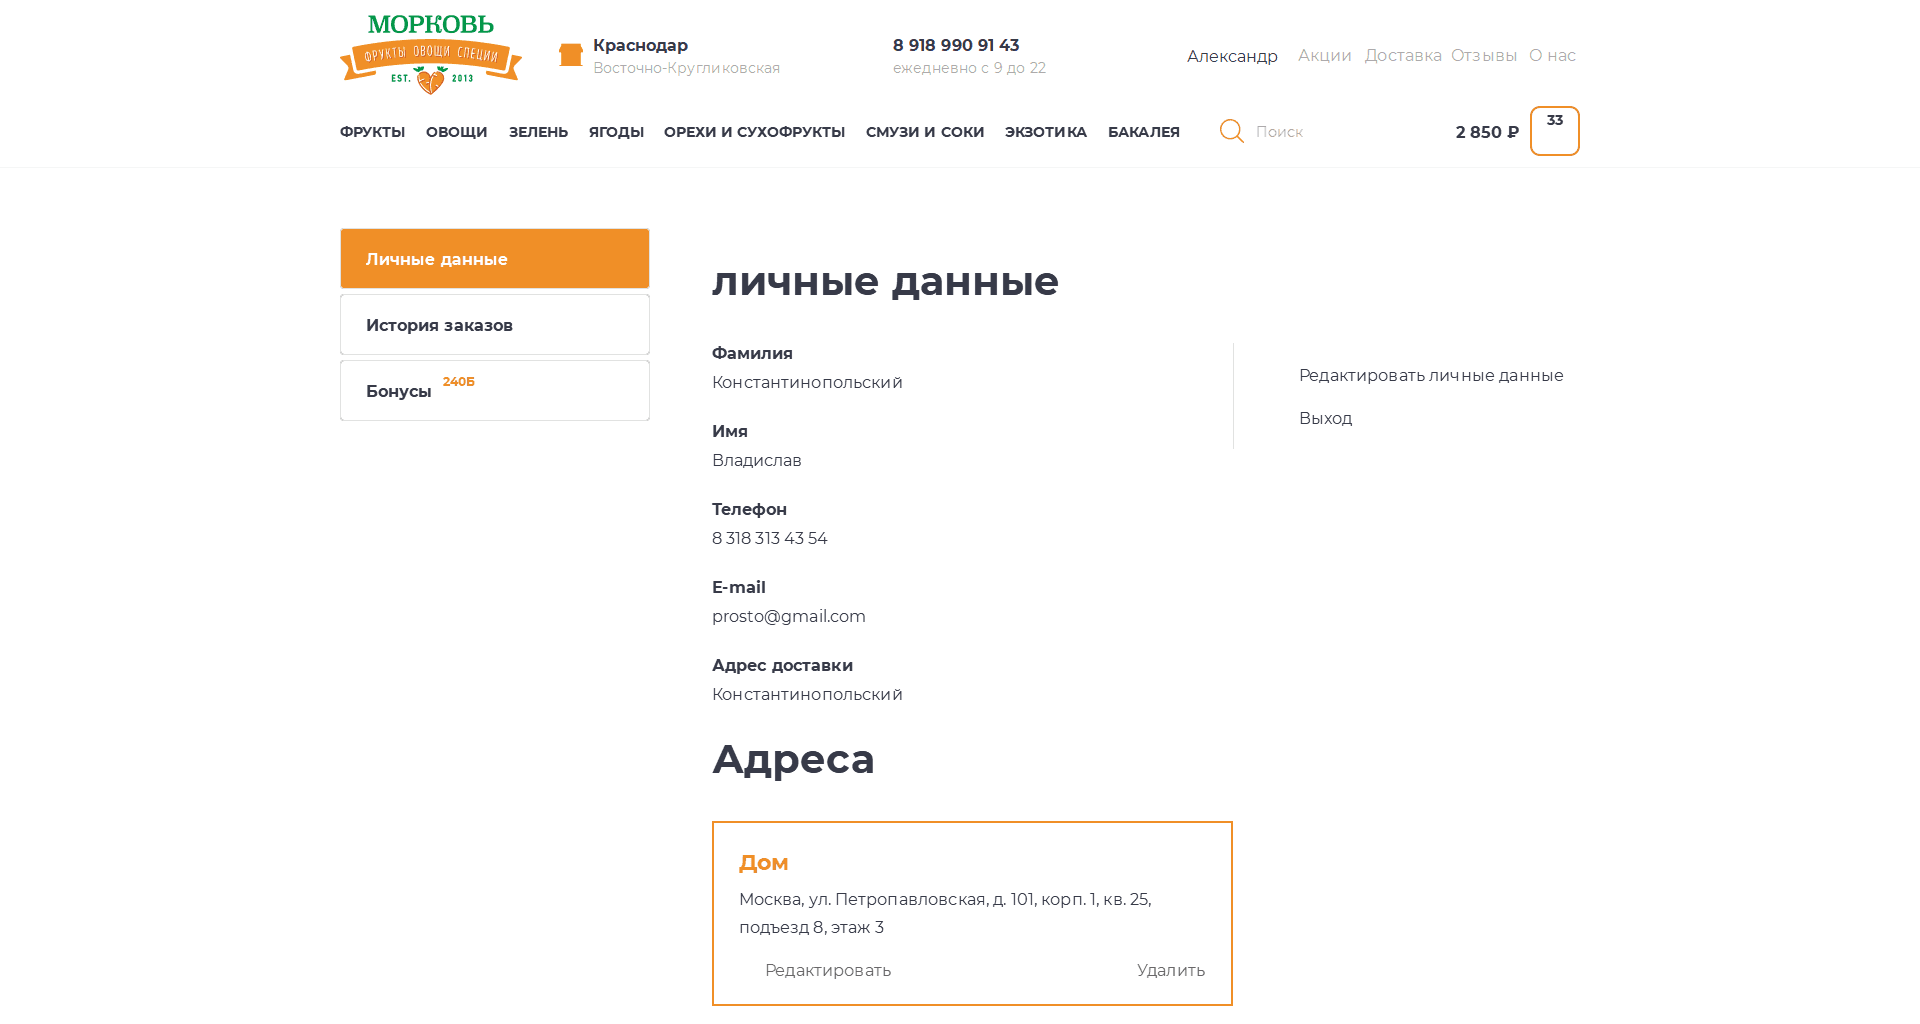 МОРКОВЬ
ФРУКТЫ ОВОЩИ СПЕЦИИ
EST. 2013
Краснодар
Восточно-Кругликовская
8 918 990 91 43
ежедневно с 9 до 22
Александр Акции Доставка Отзывы О нас
ФРУКТЫ ОВОЩИ ЗЕЛЕНЬ ЯГОДЫ ОРЕХИ И СУХОФРУКТЫ СМУЗИ И СОКИ ЭКЗОТИКА БАКАЛЕЯ
Поиск
2 850 ₽
33
Личные данные
История заказов
Бонусы 240Б
личные данные
Фамилия
Константинопольский
Имя
Владислав
Телефон
8 318 313 43 54
E-mail
prosto@gmail.com
Адрес доставки
Константинопольский
Редактировать личные данные
Выход
Адреса
Дом
Москва, ул. Петропавловская, д. 101, корп. 1, кв. 25,
подъезд 8, этаж 3
Редактировать Удалить